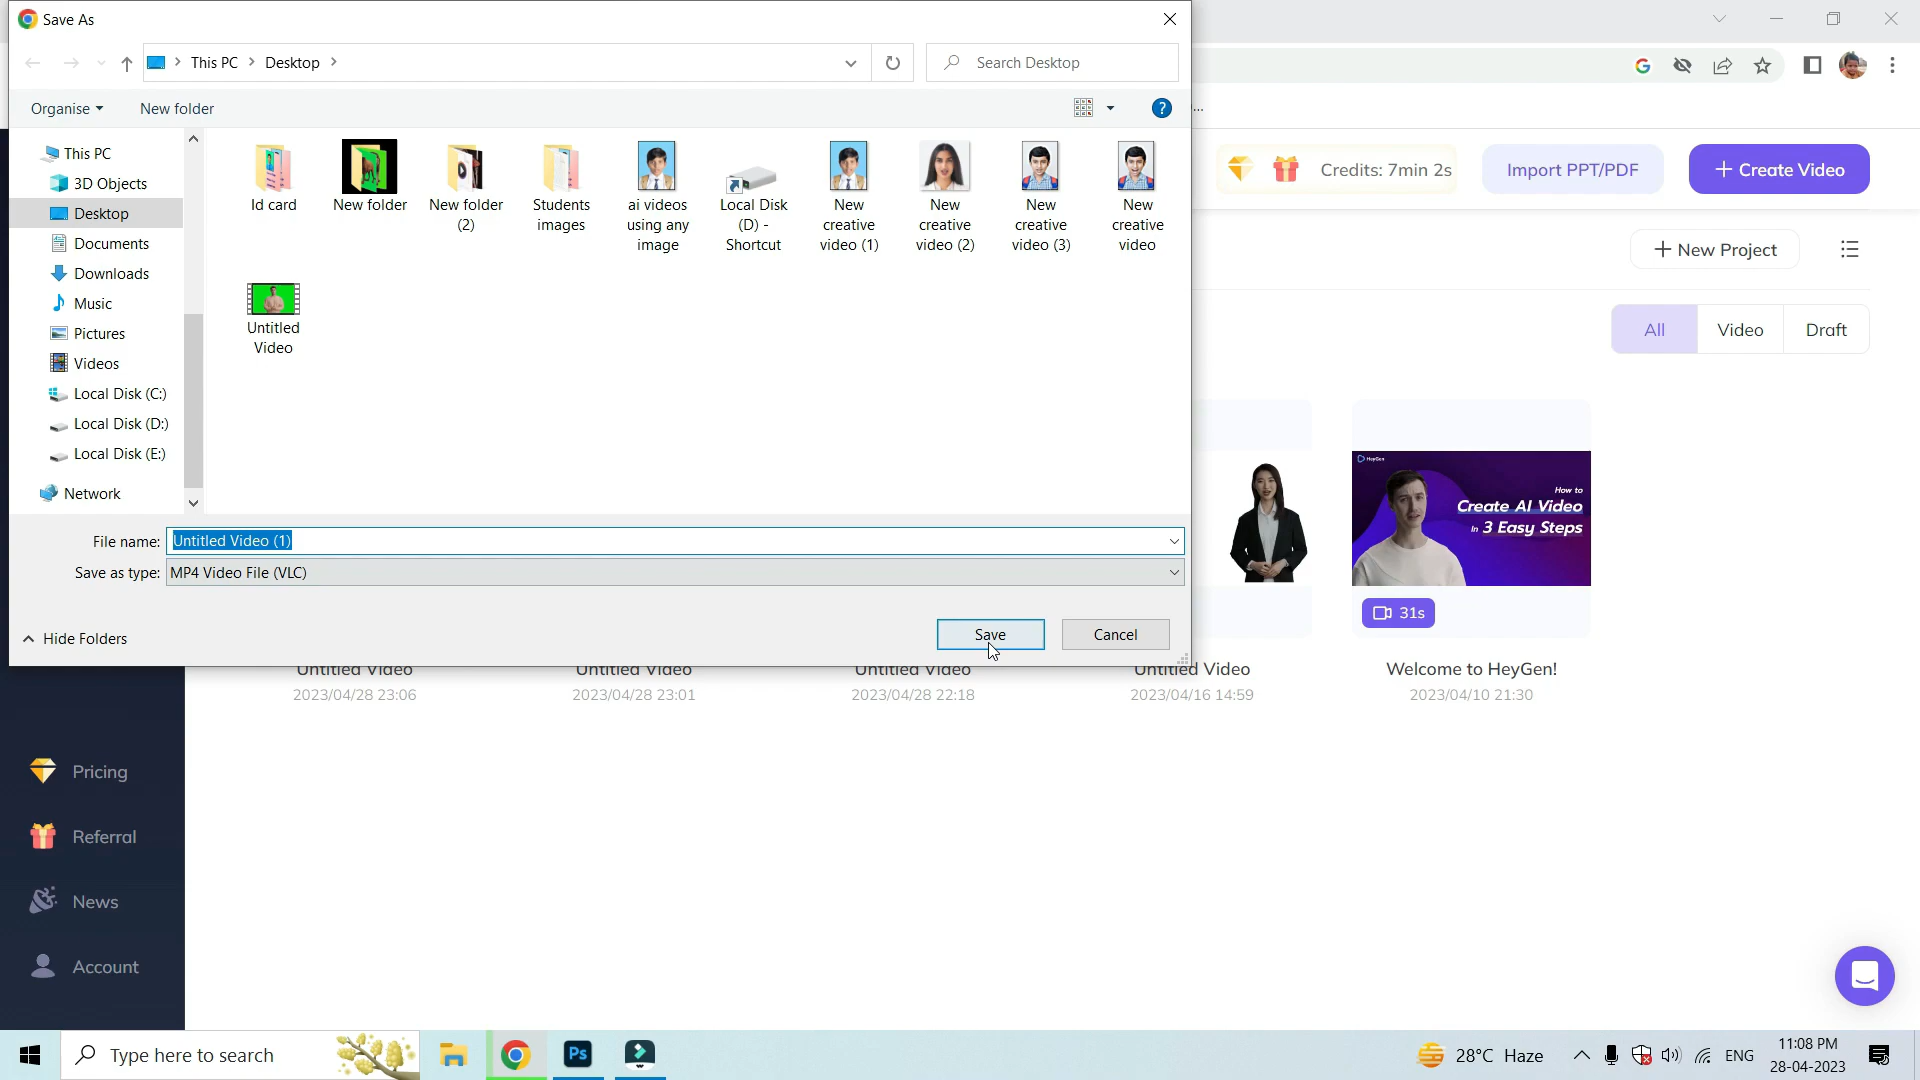 Save As
This PC
Desktop
Search Desktop
Organise
New folder
This PC
3D Objects
Desktop
Documents
Downloads
Music
Pictures
Videos
Local Disk (C:)
Local Disk (D:)
Local Disk (E:)
Network
Id card
New folder
New folder
(2)
Students
images
ai videos
using any
image
Local Disk
(D) -
Shortcut
New
creative
video (1)
New
creative
video (2)
New
creative
video (3)
New
creative
video
Untitled
Video
File name:
Untitled Video (1)
Save as type:
MP4 Video File (VLC)
Hide Folders
Save
Cancel
...
Credits: 7min 2s
Import PPT/PDF
+ Create Video
+ New Project
All
Video
Draft
HeyGen
How to
Create AI Video
In 3 Easy Steps
31s
Untitled Video
2023/04/28 23:06
Untitled Video
2023/04/28 23:01
Untitled Video
2023/04/28 22:18
Untitled Video
2023/04/16 14:59
Welcome to HeyGen!
2023/04/10 21:30
Pricing
Referral
News
Account
Type here to search
Ps
28°C Haze
ENG
11:08 PM
28-04-2023